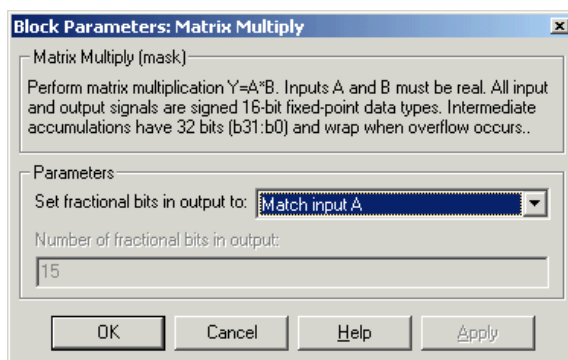 Block Parameters: Matrix Multiply
Matrix Multiply (mask)
Perform matrix multiplication Y=A*B. Inputs A and B must be real. All input
and output signals are signed 16-bit fixed-point data types. Intermediate
accumulations have 32 bits (b31:b0) and wrap when overflow occurs..
Parameters
Set fractional bits in output to: Match input A
Number of fractional bits in output:
15
OK Cancel Help Apply